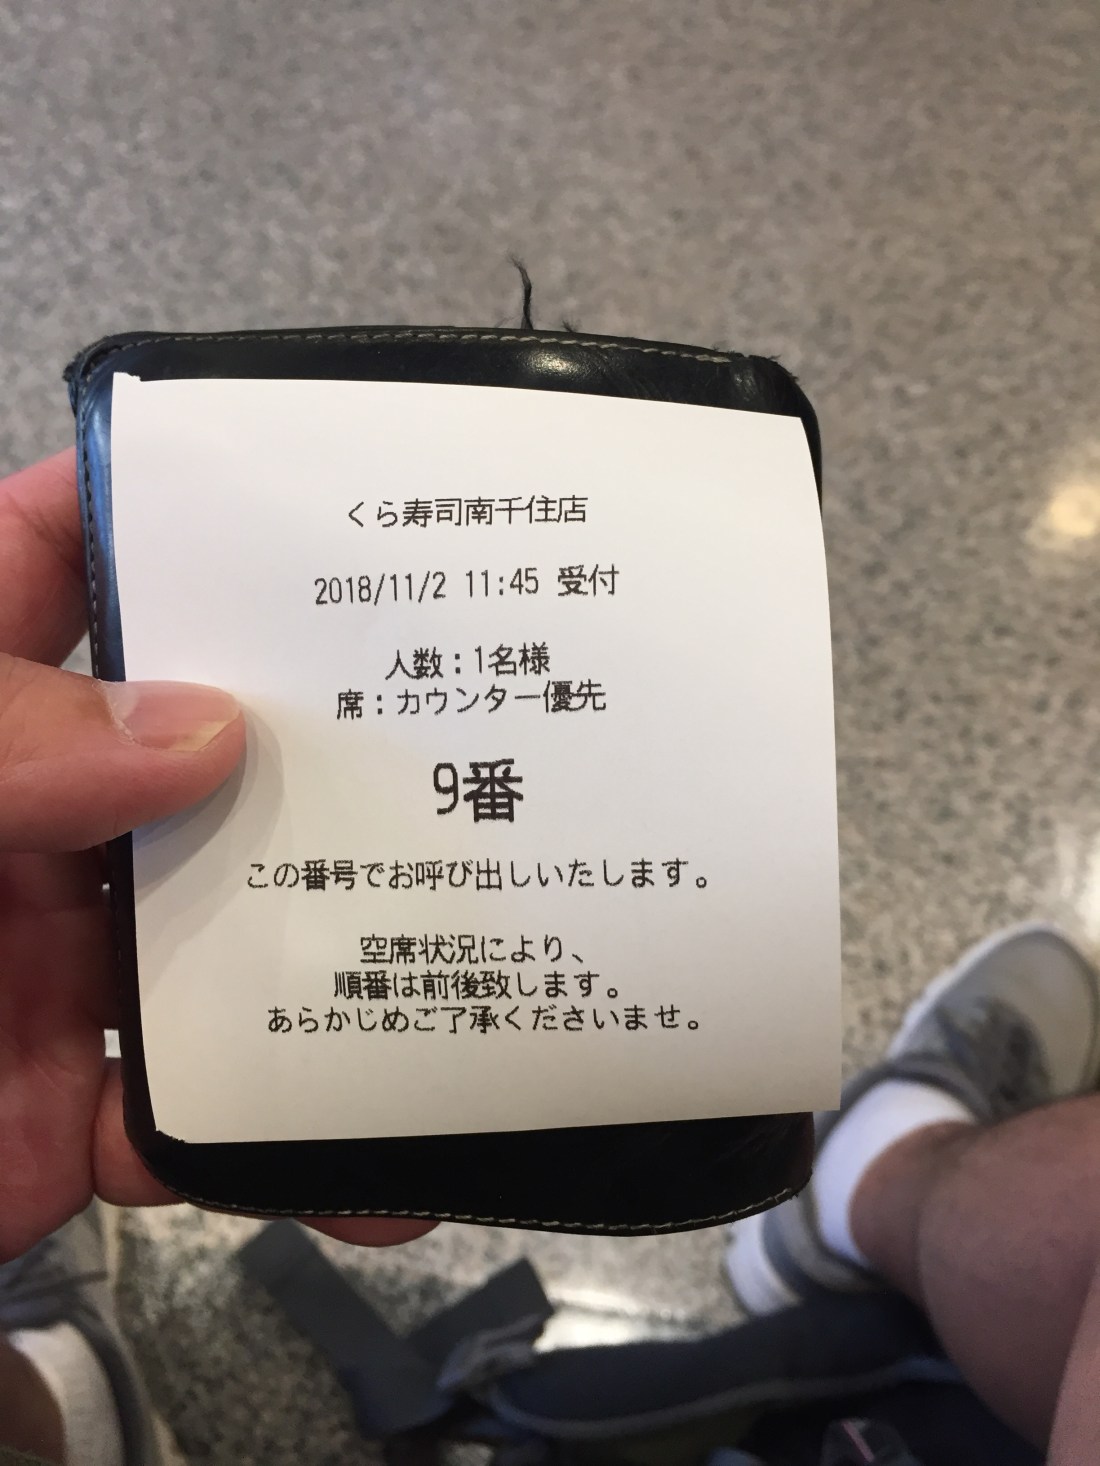 くら寿司南千住店
2018/11/2 11:45 受付
人数：1名様
席：カウンター優先
9番
この番号でお呼び出しいたします。
空席状況により、
順番は前後致します。
あらかじめご了承くださいませ。